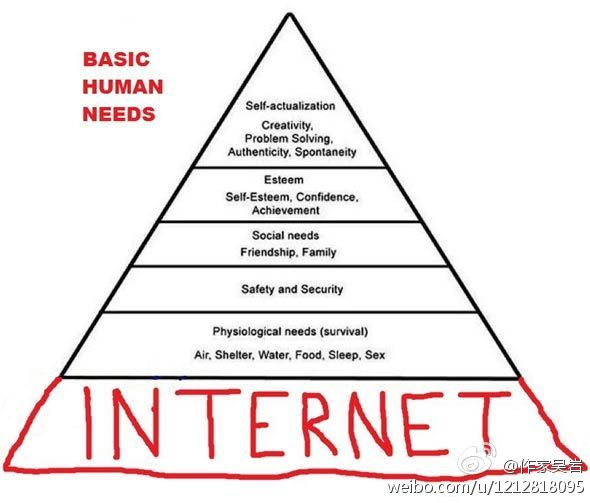 BASIC
HUMAN
NEEDS
Self-actualization
Creativity,
Problem Solving,
Authenticity, Spontaneity
Esteem
Self-Esteem, Confidence,
Achievement
Social needs
Friendship, Family
Safety and Security
Physiological needs (survival)
Air, Shelter, Water, Food, Sleep, Sex
INTERNET
@作家吴岩
weibo.com/u/1212818095